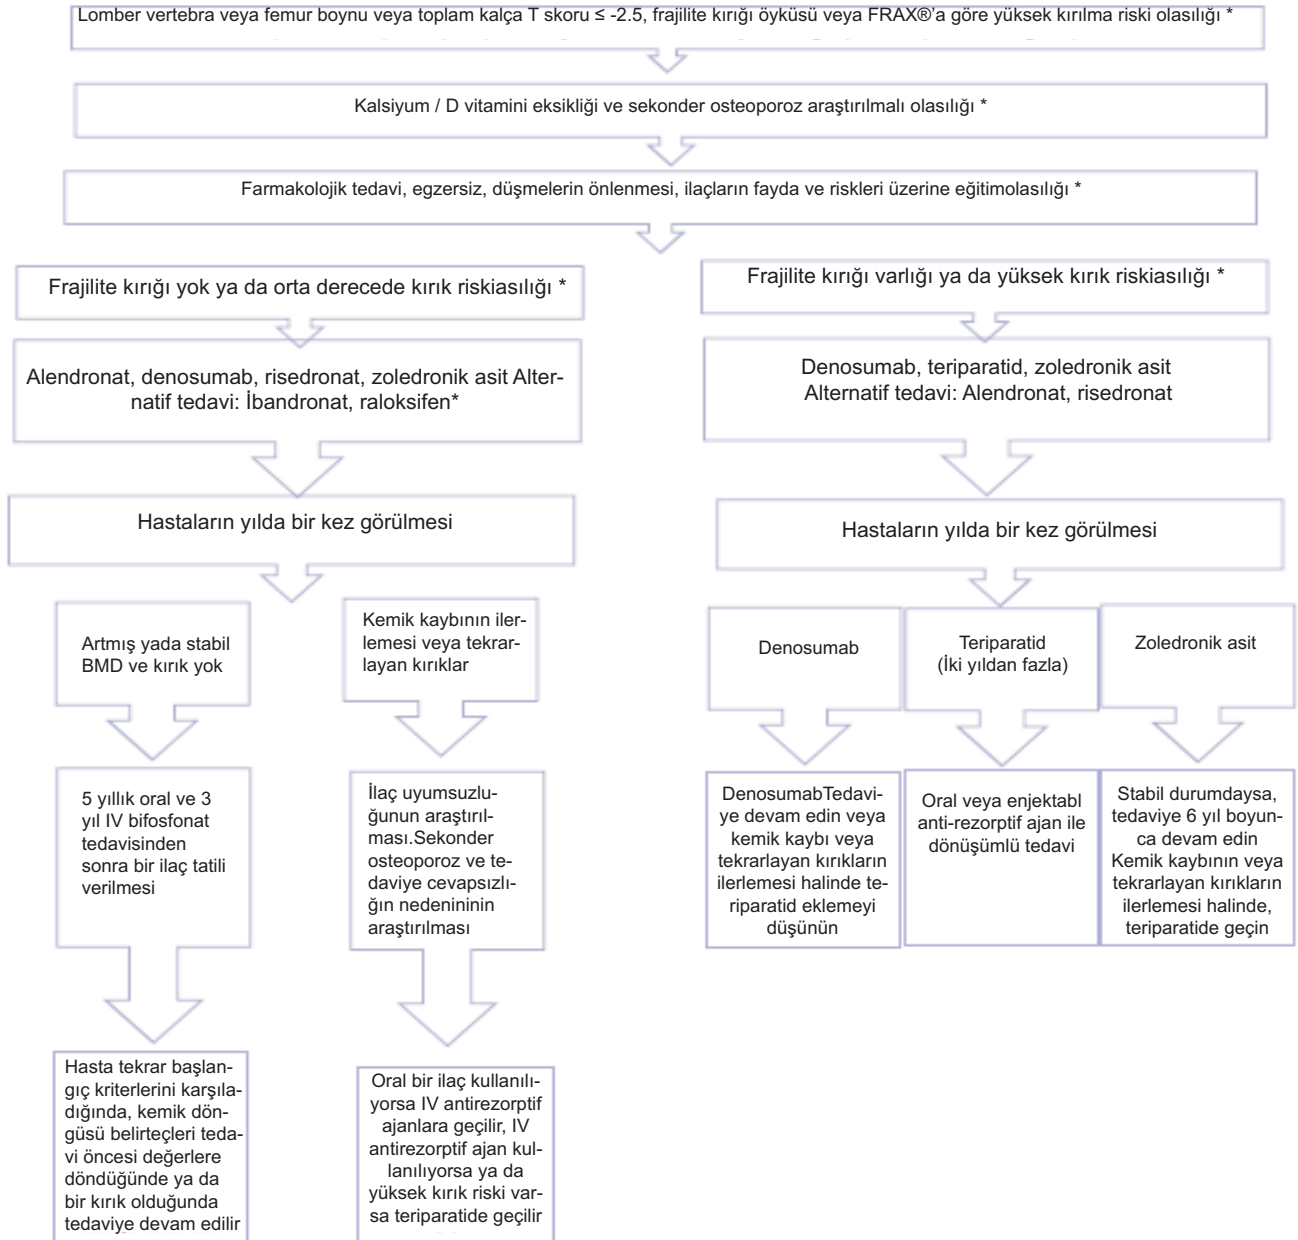 Lomber vertebra veya femur boynu veya toplam kalça T skoru ≤ -2.5, frajilite kırığı öyküsü veya FRAX®’a göre yüksek kırılma riski olasılığı *
Kalsiyum / D vitamini eksikliği ve sekonder osteoporoz araştırılmalı olasılığı *
Farmakolojik tedavi, egzersiz, düşmelerin önlenmesi, ilaçların fayda ve riskleri üzerine eğitimolasılığı *
Frajilite kırığı yok ya da orta derecede kırık riskiasılığı *
Alendronat, denosumab, risedronat, zoledronik asit Alter-
natif tedavi: İbandronat, raloksifen*
Hastaların yılda bir kez görülmesi
Artmış yada stabil
BMD ve kırık yok
5 yıllık oral ve 3
yıl IV bifosfonat
tedavisinden
sonra bir ilaç tatili
verilmesi
Hasta tekrar başlan-
gıç kriterlerini karşıla-
dığında, kemik dön-
güsü belirteçleri teda-
vi öncesi değerlere
döndüğünde ya da
bir kırık olduğunda
tedaviye devam edilir
Kemik kaybının iler-
lemesi veya tekrar-
layan kırıklar
İlaç uyumsuzlu-
ğunun araştırıl-
ması.Sekonder
osteoporoz ve te-
daviye cevapsızlı-
ğın nedenininin
araştırılması
Oral bir ilaç kullanılı-
yorsa IV antirezorptif
ajanlara geçilir, IV
antirezorptif ajan kul-
lanılıyorsa ya da
yüksek kırık riski var-
sa teriparatide geçilir
Frajilite kırığı varlığı ya da yüksek kırık riskiasılığı *
Denosumab, teriparatid, zoledronik asit
Alternatif tedavi: Alendronat, risedronat
Hastaların yılda bir kez görülmesi
Denosumab
DenosumabTedavi-
ye devam edin veya
kemik kaybı veya
tekrarlayan kırıkların
ilerlemesi halinde te-
riparatid eklemeyi
düşünün
Teriparatid
(İki yıldan fazla)
Oral veya enjektabl
anti-rezorptif ajan ile
dönüşümlü tedavi
Zoledronik asit
Stabil durumdaysa,
tedaviye 6 yıl boyun-
ca devam edin
Kemik kaybının veya
tekrarlayan kırıkların
ilerlemesi halinde,
teriparatide geçin